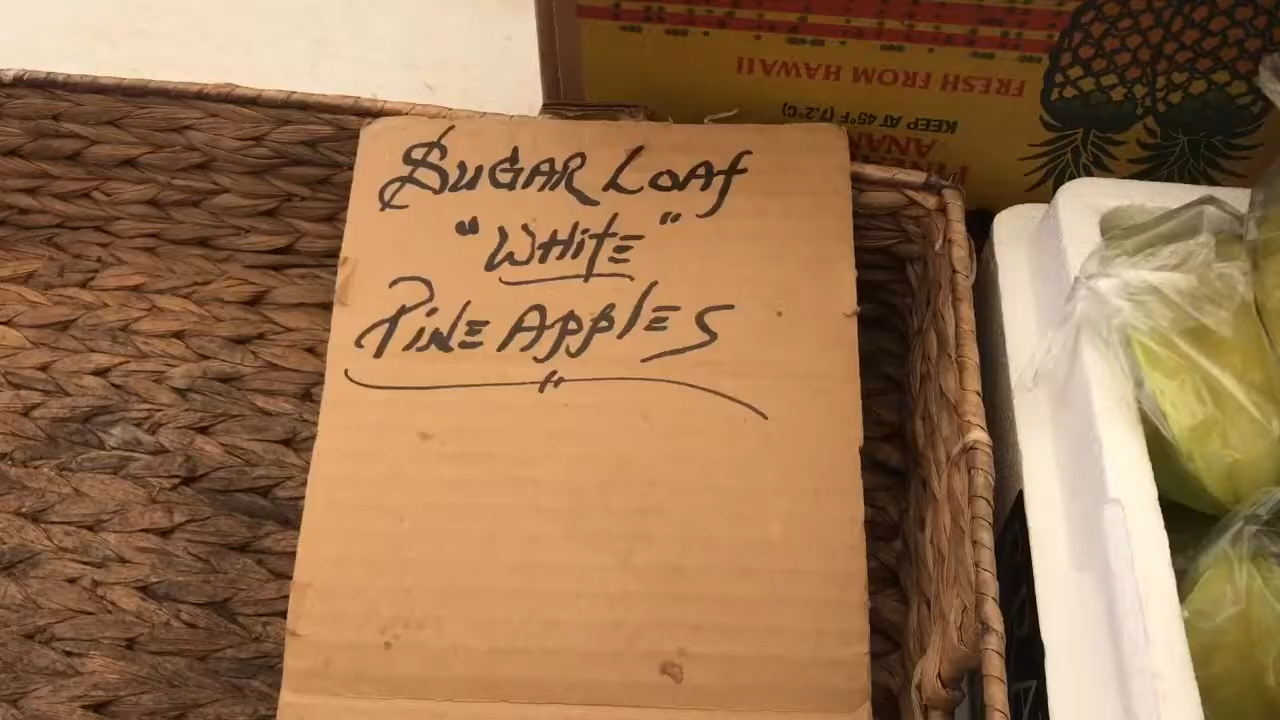 FRESH FROM HAWAII
KEEP AT 45°F (7.2°C)
SUGAR LOAf
"WHiTE"
PiNE APPlES